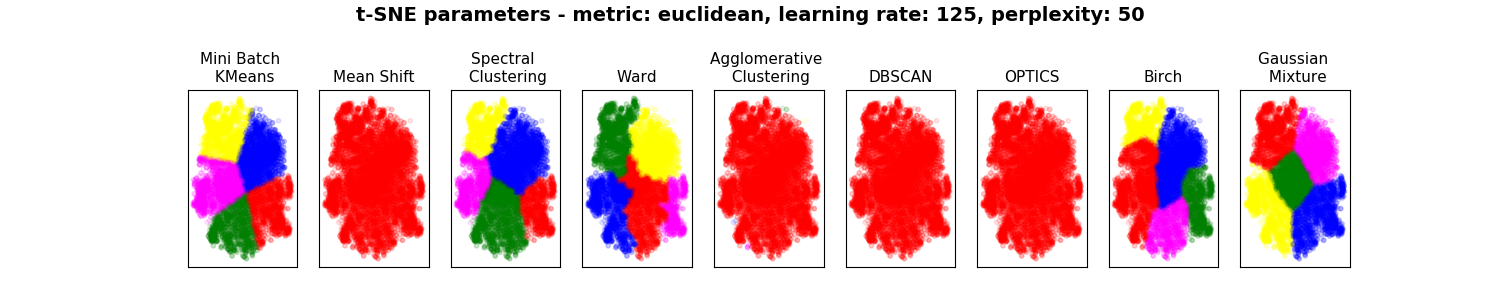 t-SNE parameters - metric: euclidean, learning rate: 125, perplexity: 50
Mini Batch
KMeans
Mean Shift
Spectral
Clustering
Ward
Agglomerative
Clustering
DBSCAN
OPTICS
Birch
Gaussian
Mixture